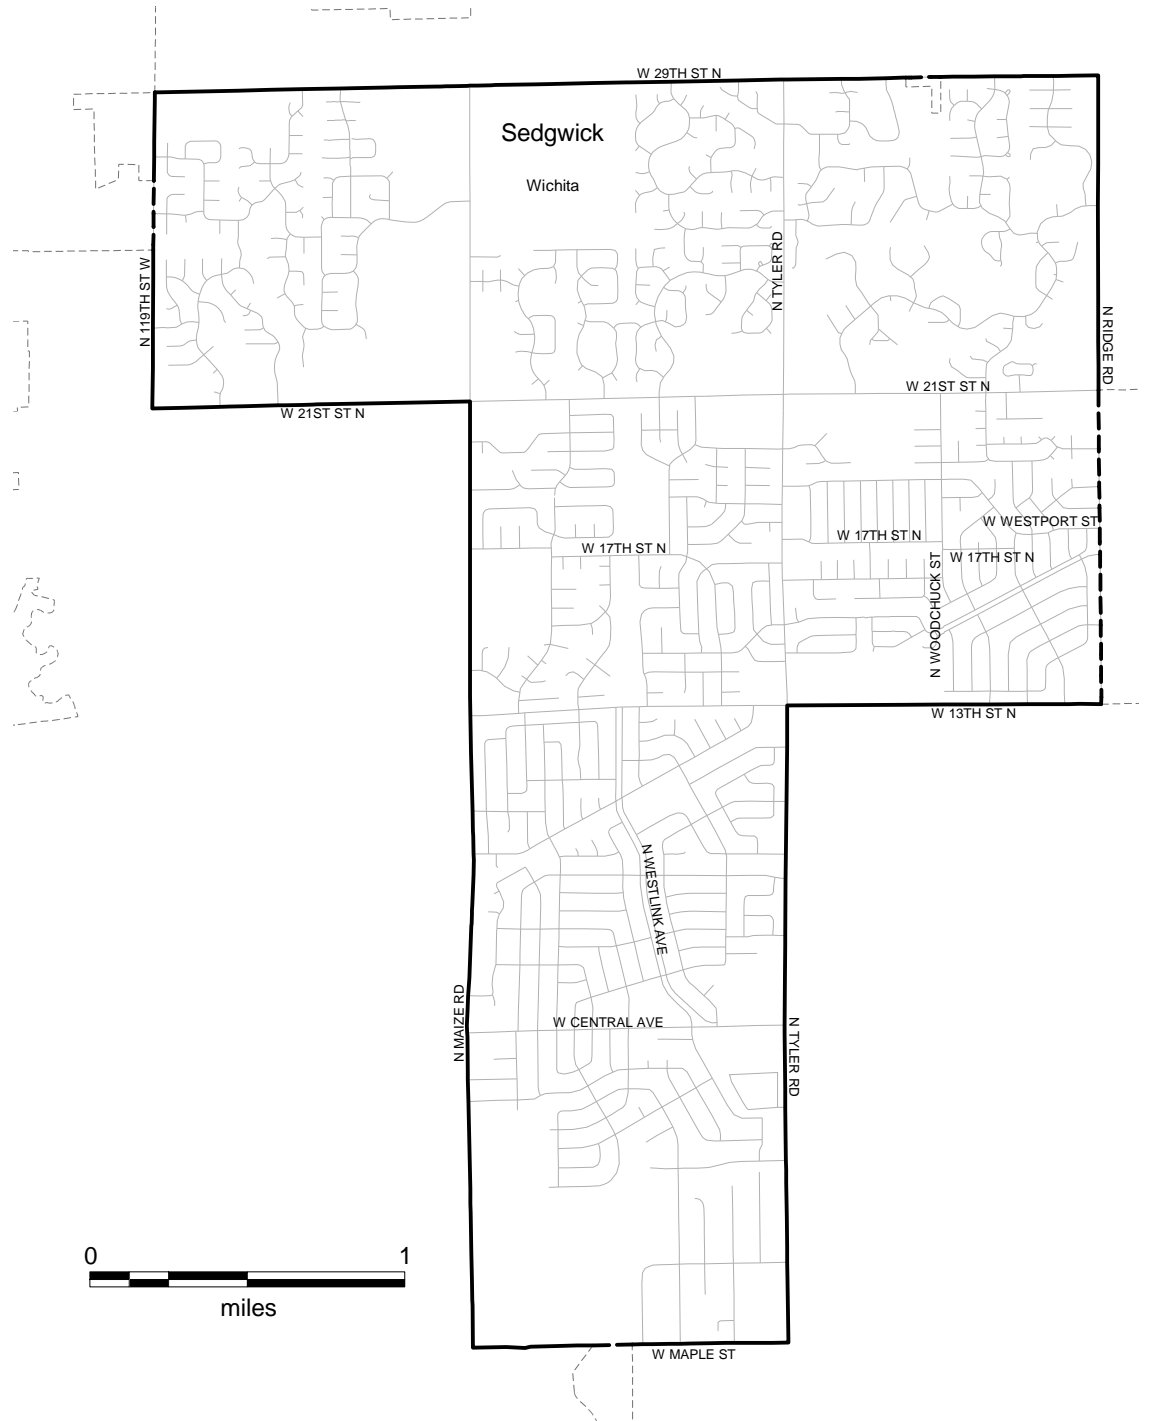 W 29TH ST N
Sedgwick
Wichita
N TYLER RD
N 119TH ST W
N RIDGE RD
W 21ST ST N
W 21ST ST N
W WESTPORT ST
W 17TH ST N
W 17TH ST N
W 17TH ST N
N WOODCHUCK ST
W 13TH ST N
N WESTLINK AVE
N MAIZE RD
W CENTRAL AVE
N TYLER RD
0 1
miles
W MAPLE ST